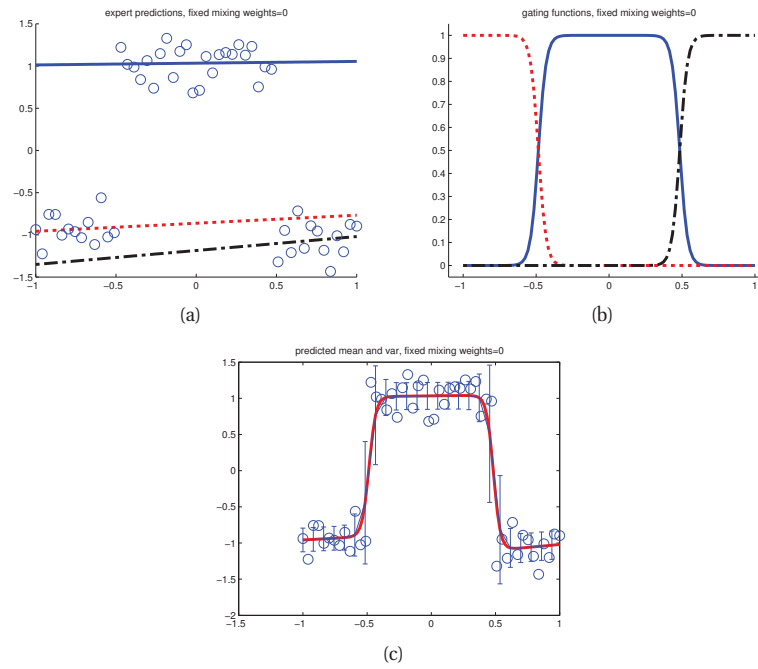 expert predictions, fixed mixing weights=0
1.5
1
0.5
0
−0.5
−1
−1.5
−1 −0.5 0 0.5 1
(a)
gating functions, fixed mixing weights=0
1
0.9
0.8
0.7
0.6
0.5
0.4
0.3
0.2
0.1
0
−1 −0.5 0 0.5 1
(b)
predicted mean and var, fixed mixing weights=0
1.5
1
0.5
0
−0.5
−1
−1.5
−2
−1.5 −1 −0.5 0 0.5 1
(c)